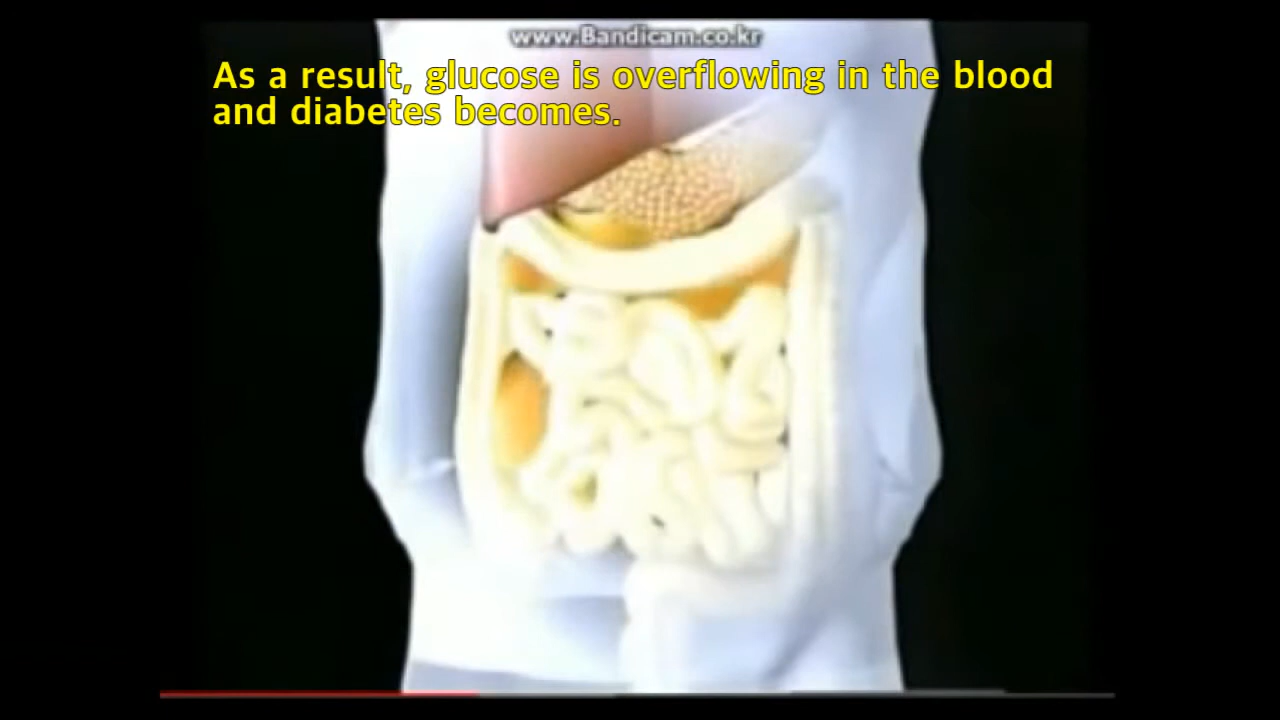 www.Bandicam.co.kr
As a result, glucose is overflowing in the blood
and diabetes becomes.